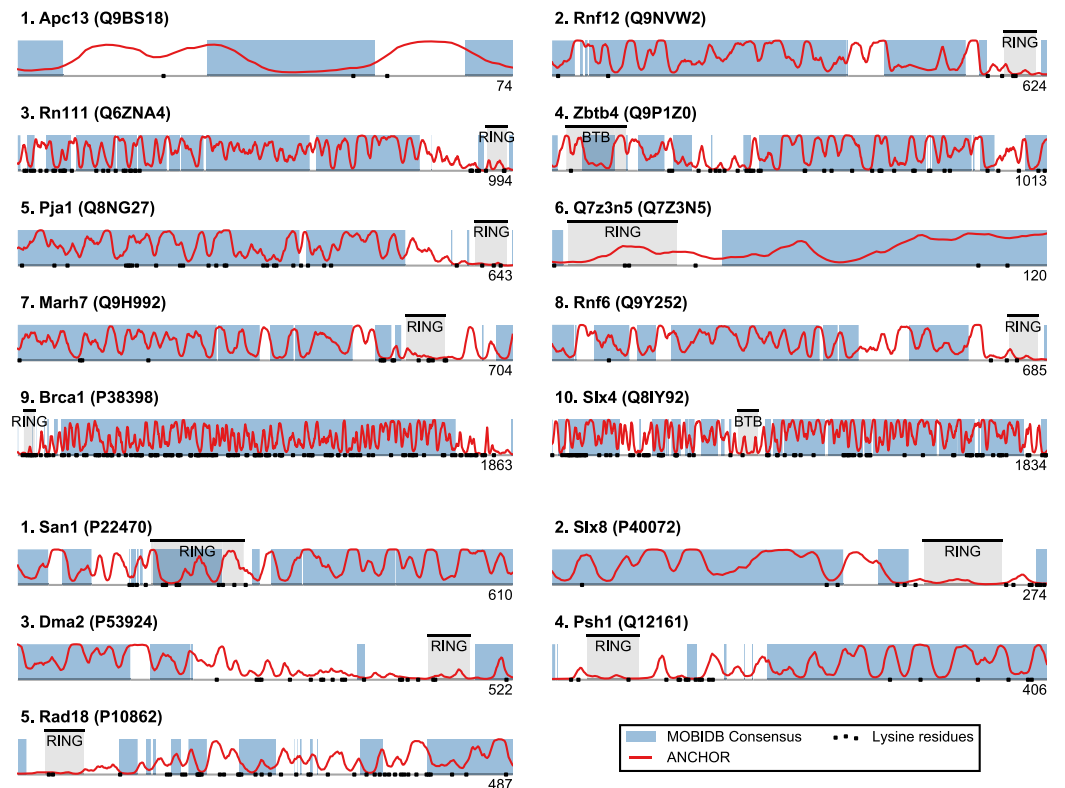 1. Apc13 (Q9BS18)
74
2. Rnf12 (Q9NVW2)
RING
624
3. Rn111 (Q6ZNA4)
RING
994
4. Zbtb4 (Q9P1Z0)
BTB
1013
5. Pja1 (Q8NG27)
RING
643
6. Q7z3n5 (Q7Z3N5)
RING
120
7. Marh7 (Q9H992)
RING
704
8. Rnf6 (Q9Y252)
RING
685
9. Brca1 (P38398)
RING
1863
10. Slx4 (Q8IY92)
BTB
1834
1. San1 (P22470)
RING
610
2. Slx8 (P40072)
RING
274
3. Dma2 (P53924)
RING
522
4. Psh1 (Q12161)
RING
406
5. Rad18 (P10862)
RING
487
MOBIDB Consensus
Lysine residues
ANCHOR